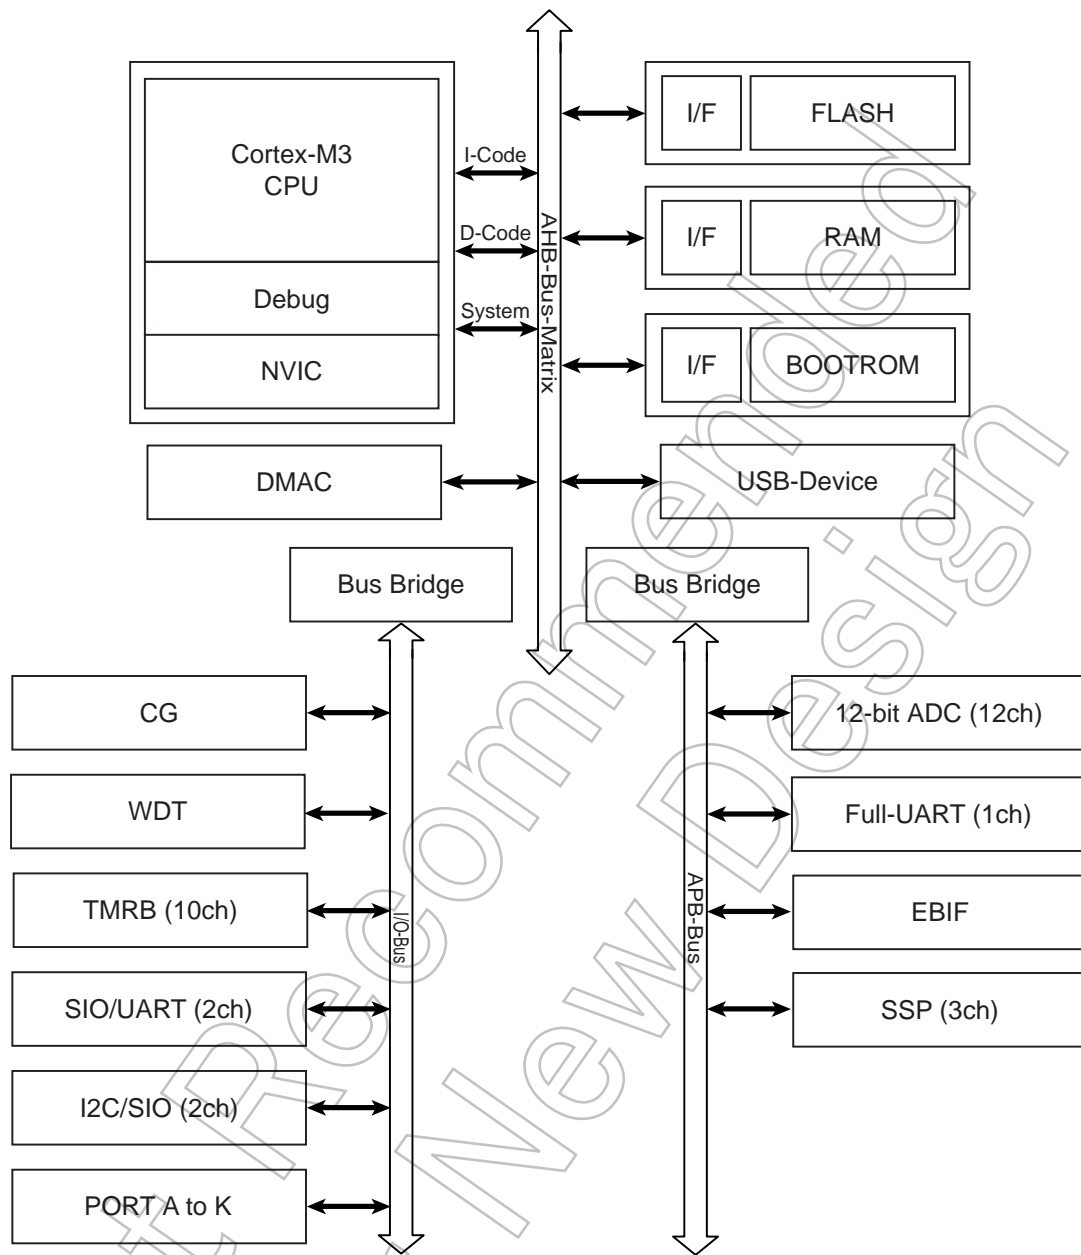 Cortex-M3
CPU
Debug
NVIC
I-Code
D-Code
System
AHB-Bus-Matrix
I/F
FLASH
I/F
RAM
I/F
BOOTROM
DMAC
USB-Device
Bus Bridge
Bus Bridge
CG
WDT
TMRB (10ch)
SIO/UART (2ch)
I2C/SIO (2ch)
PORT A to K
I/O-Bus
APB-Bus
12-bit ADC (12ch)
Full-UART (1ch)
EBIF
SSP (3ch)
t Recommended
New Design